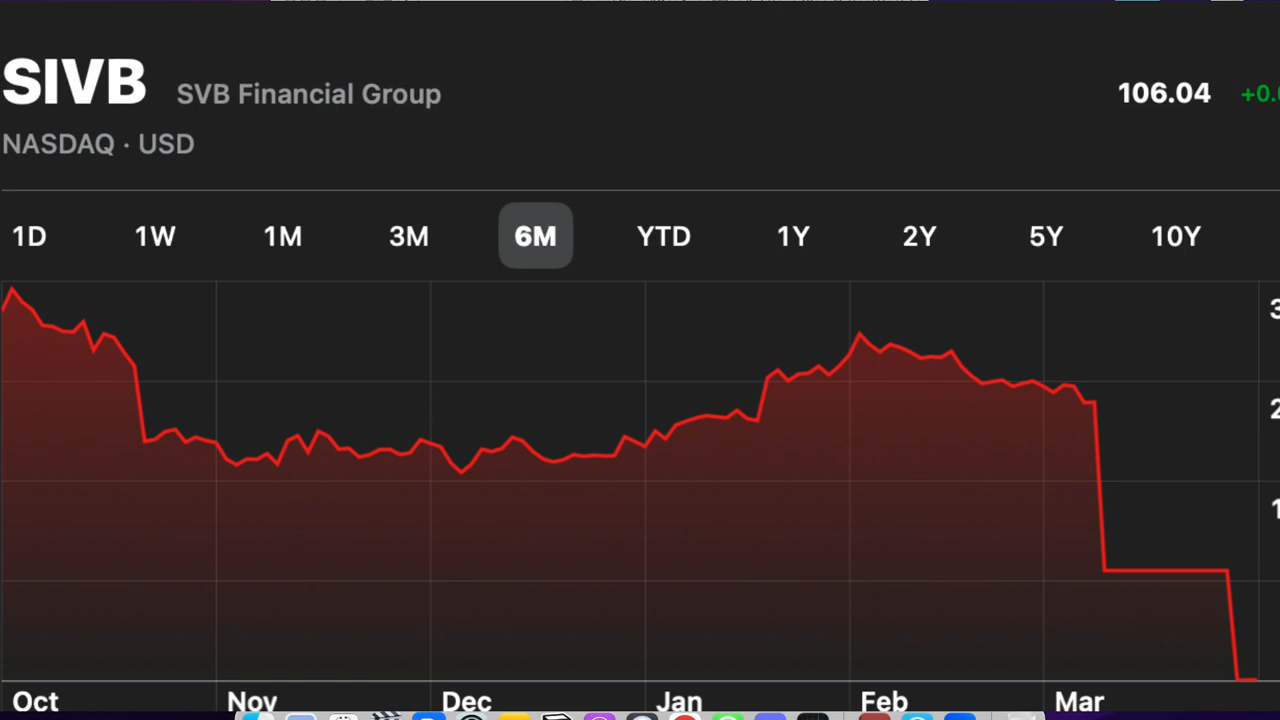 SIVB SVB Financial Group 106.04
NASDAQ · USD
1D 1W 1M 3M 6M YTD 1Y 2Y 5Y 10Y
Oct Nov Dec Jan Feb Mar